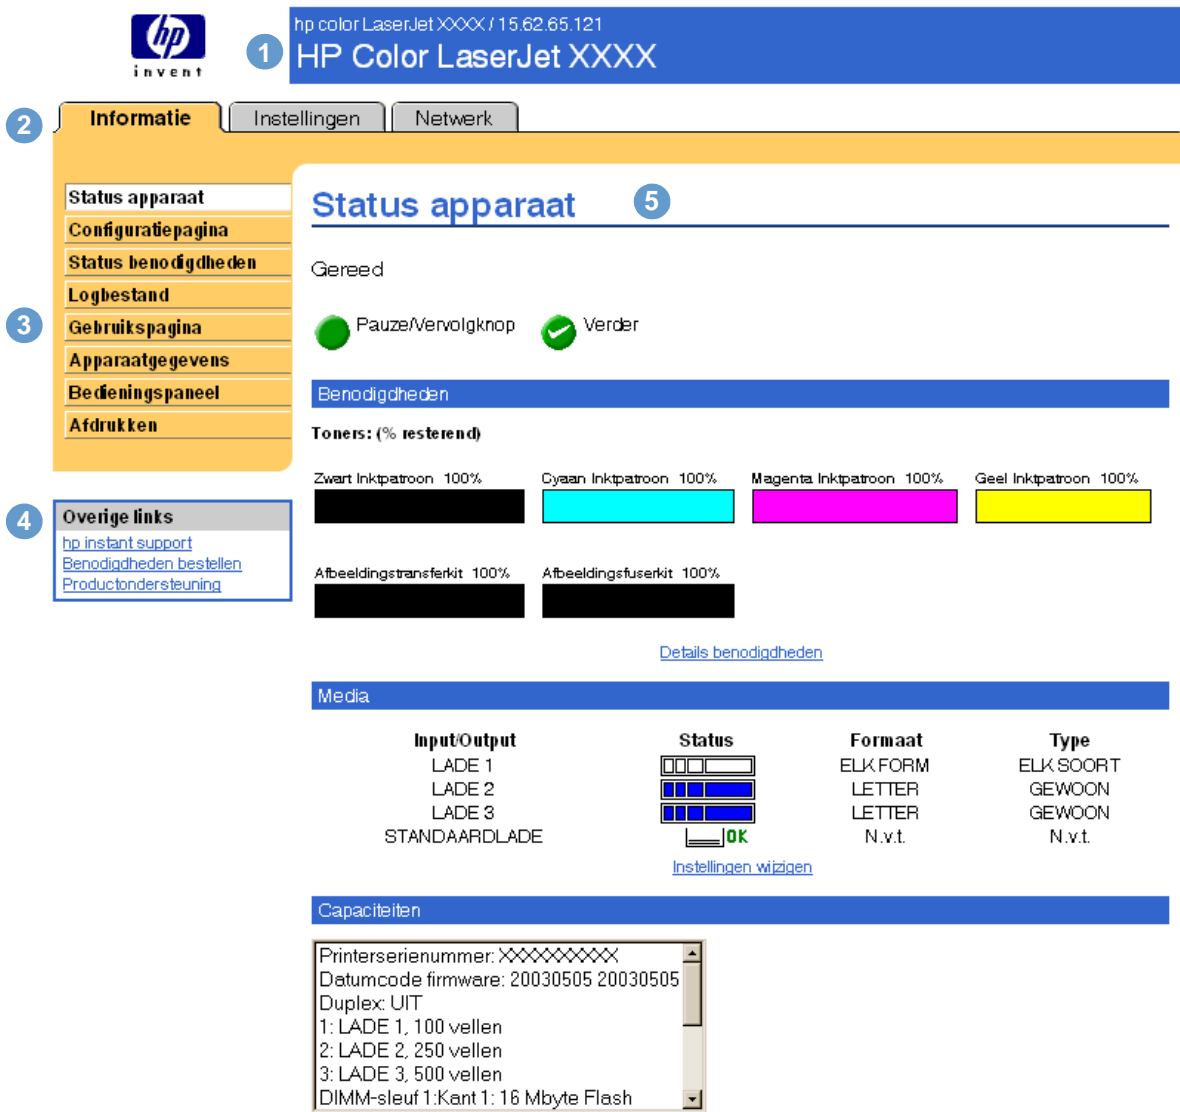 hp
invent
1
hp color LaserJet XXXX / 15.62.65.121
HP Color LaserJet XXXX
2
Informatie
Instellingen
Netwerk
Status apparaat
Configuratiepagina
Status benodigdheden
Logbestand
3
Gebruikspagina
Apparaatgegevens
Bedieningspaneel
Afdrukken
4
Overige links
hp instant support
Benodigdheden bestellen
Productondersteuning
Status apparaat
5
Gereed
Pauze/Vervolgknop
Verder
Benodigdheden
Toners: (% resterend)
Zwart Inktpatroon 100%
Cyaan Inktpatroon 100%
Magenta Inktpatroon 100%
Geel Inktpatroon 100%
Afbeeldingstransferkit 100%
Afbeeldingsfuserkit 100%
Details benodigdheden
Media
Input/Output Status Formaat Type
LADE 1 ELK FORM ELK SOORT
LADE 2 LETTER GEWOON
LADE 3 LETTER GEWOON
STANDAARDLADE OK N.v.t. N.v.t.
Instellingen wijzigen
Capaciteiten
Printerserienummer: XXXXXXXXXX
Datumcode firmware: 20030505 20030505
Duplex: UIT
1: LADE 1, 100 vellen
2: LADE 2, 250 vellen
3: LADE 3, 500 vellen
DIMM-sleuf 1:Kant 1: 16 Mbyte Flash